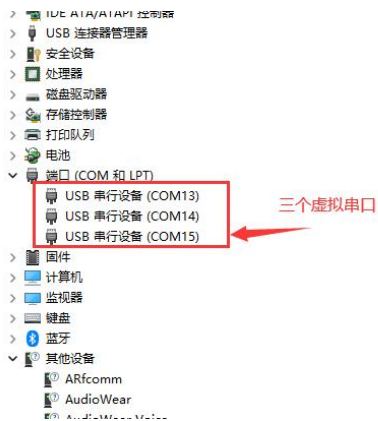 IDE ATA/ATAPI 控制器
USB 连接器管理器
安全设备
处理器
磁盘驱动器
存储控制器
打印队列
电池
端口 (COM 和 LPT)
USB 串行设备 (COM13)
USB 串行设备 (COM14)
三个虚拟串口
USB 串行设备 (COM15)
固件
计算机
监视器
键盘
蓝牙
其他设备
ARfcomm
AudioWear
AudioWear Voice